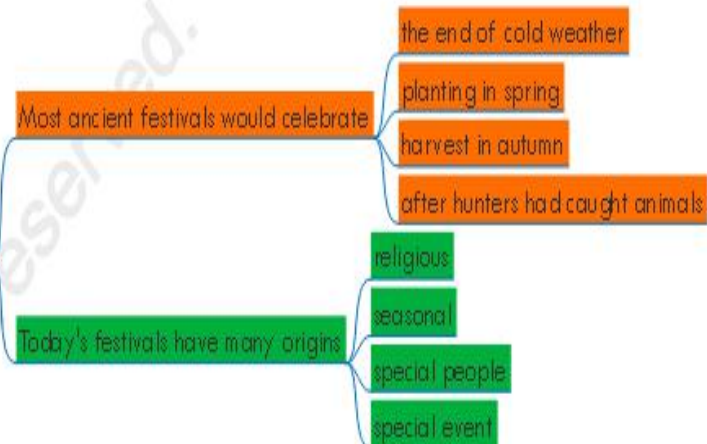 Most ancient festivals would celebrate
the end of cold weather
planting in spring
harvest in autumn
after hunters had caught animals
Today's festivals have many origins
religious
seasonal
special people
special event